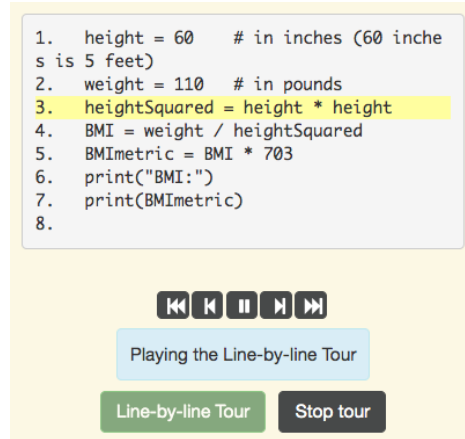 1.   height = 60    # in inches (60 inche
s is 5 feet)
2.   weight = 110   # in pounds
3.   heightSquared = height * height
4.   BMI = weight / heightSquared
5.   BMImetric = BMI * 703
6.   print("BMI:")
7.   print(BMImetric)
8.
Playing the Line-by-line Tour
Line-by-line Tour   Stop tour